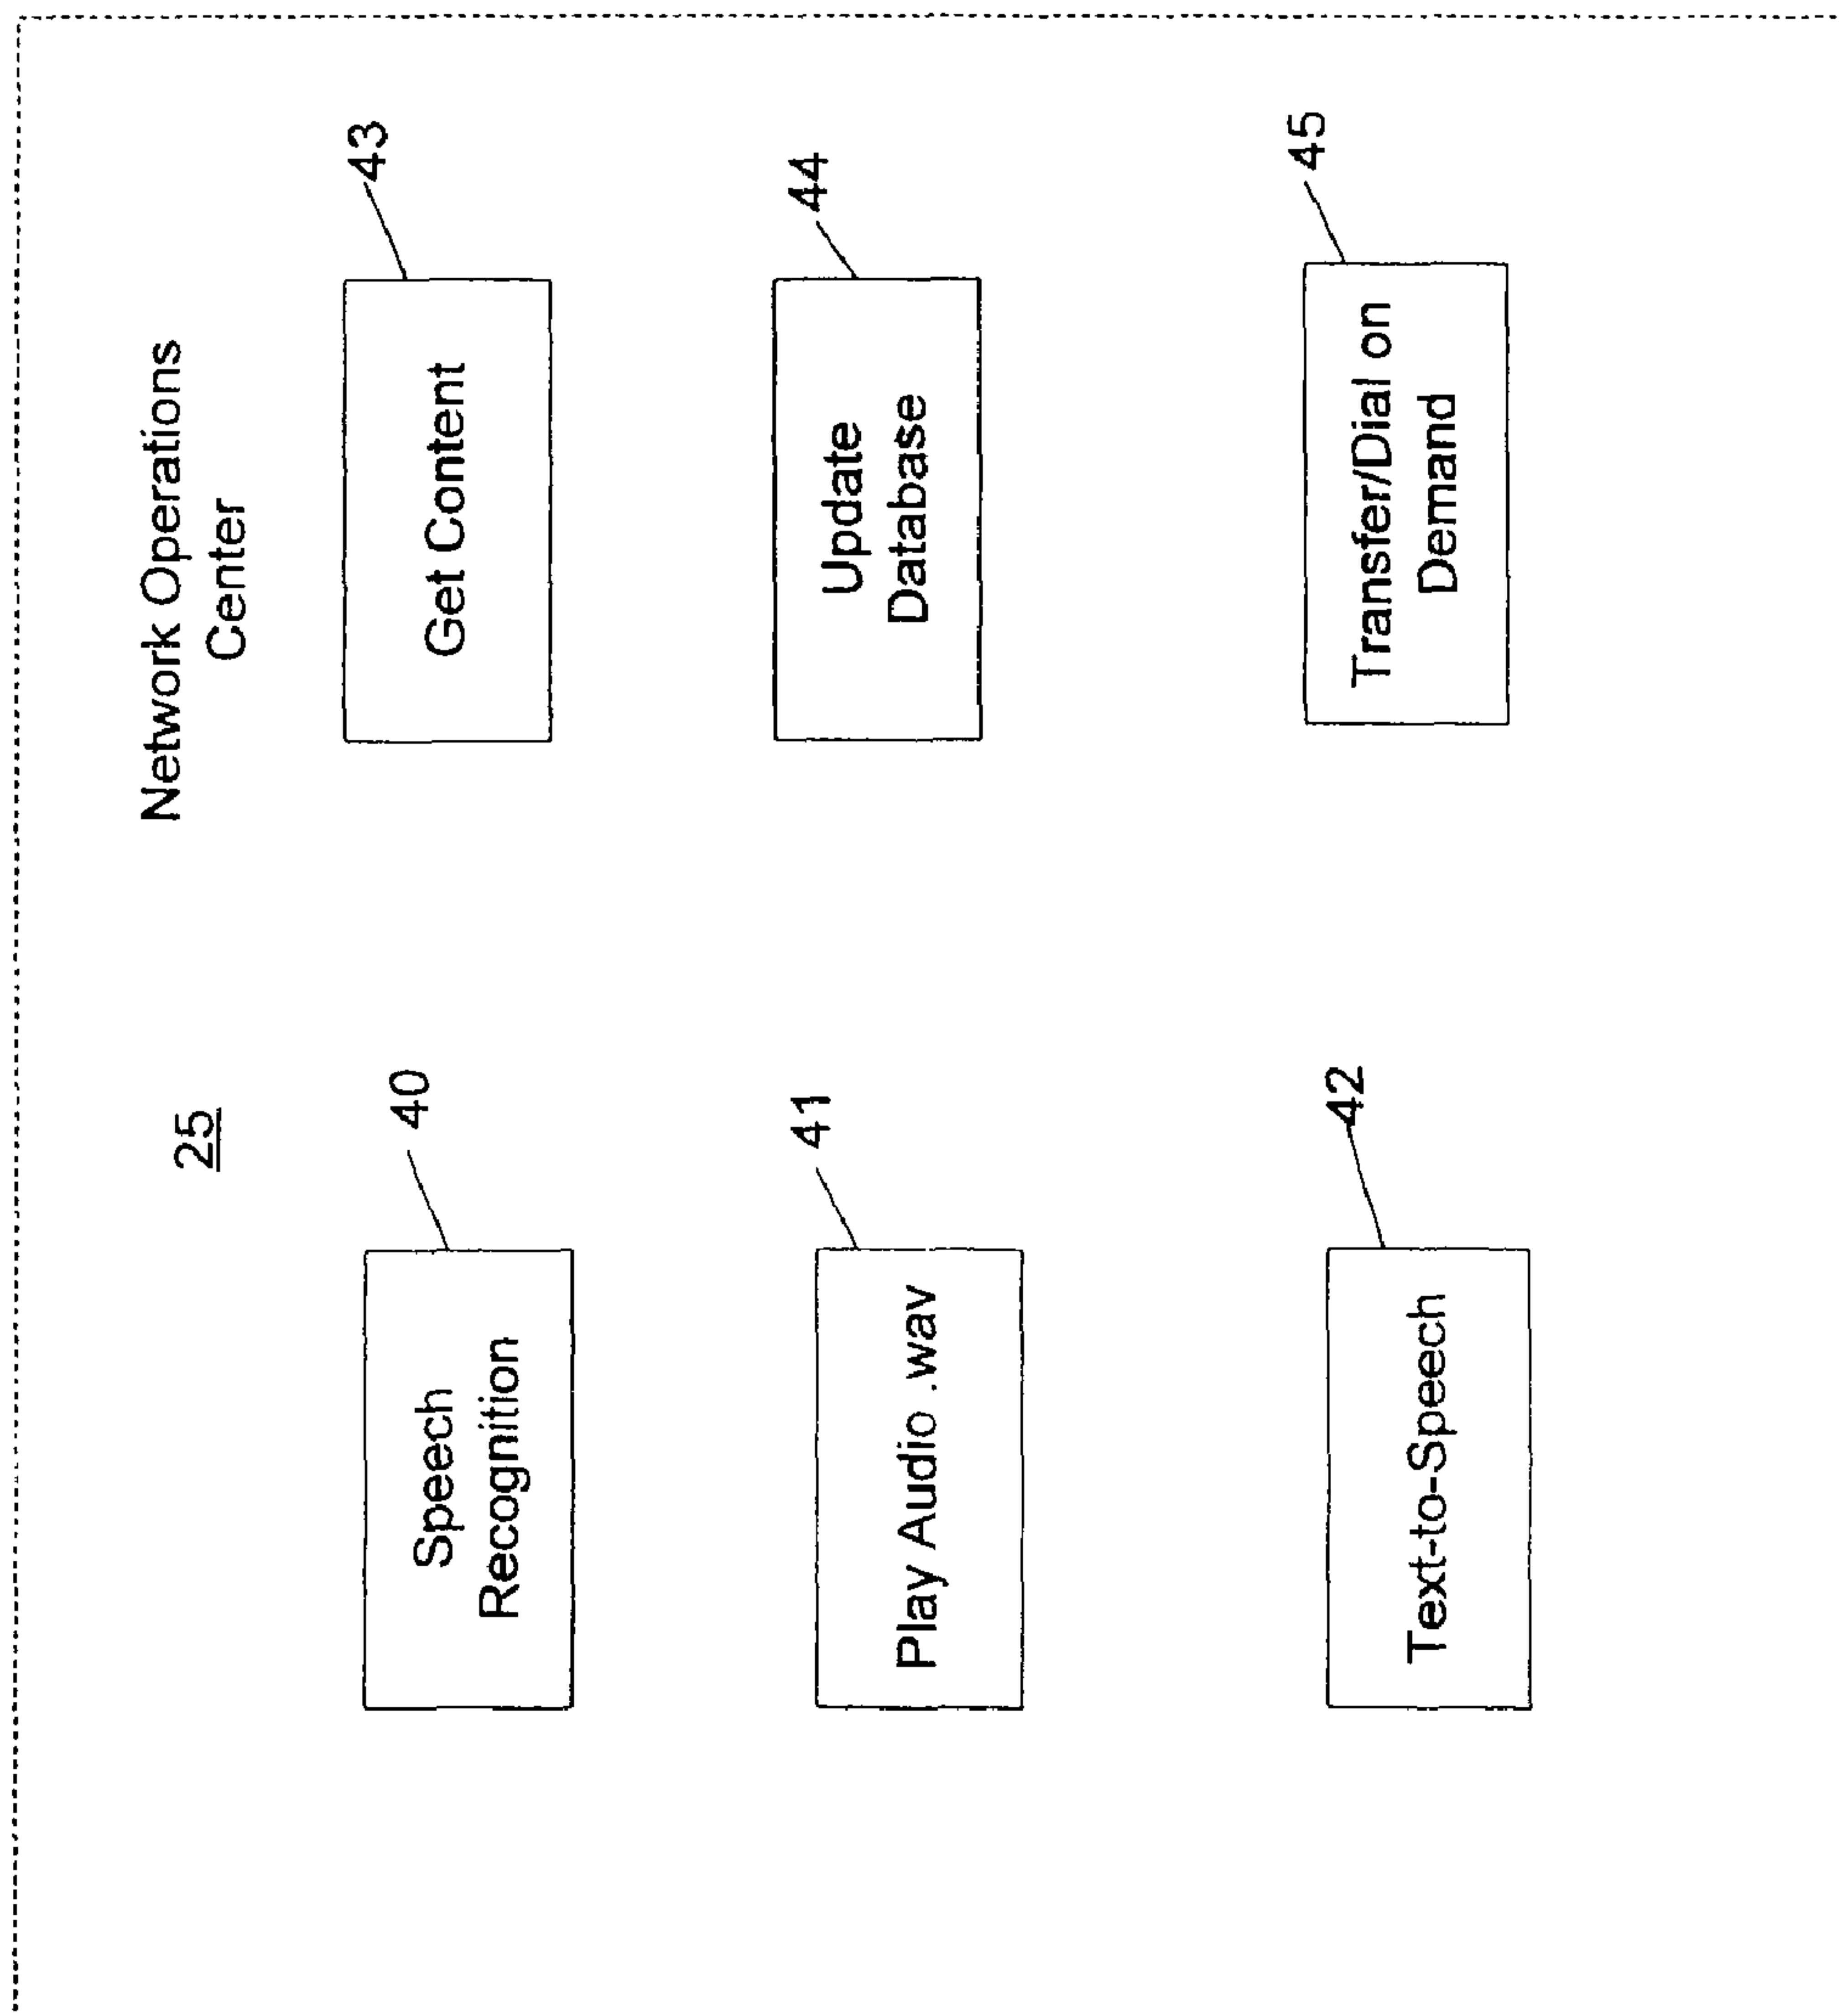 25
Network Operations
Center
40
Speech
Recognition
43
Get Content
41
Play Audio .wav
44
Update
Database
42
Text-to-Speech
45
Transfer/Dial on
Demand